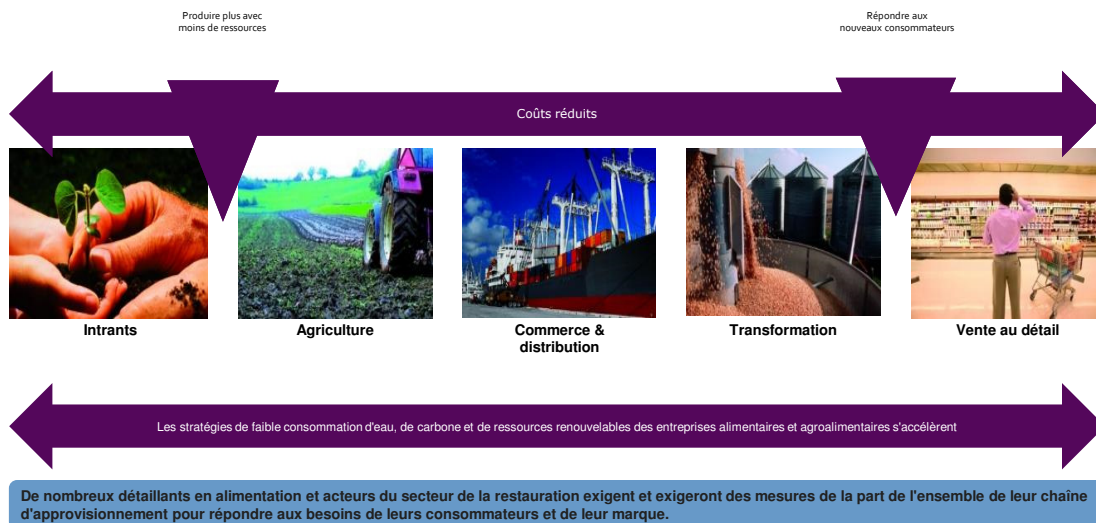 Produire plus avec
moins de ressources
Répondre aux
nouveaux consommateurs
Coûts réduits
Intrants
Agriculture
Commerce &
distribution
Transformation
Vente au détail
Les stratégies de faible consommation d'eau, de carbone et de ressources renouvelables des entreprises alimentaires et agroalimentaires s'accélèrent
De nombreux détaillants en alimentation et acteurs du secteur de la restauration exigent et exigeront des mesures de la part de l'ensemble de leur chaîne
d'approvisionnement pour répondre aux besoins de leurs consommateurs et de leur marque.